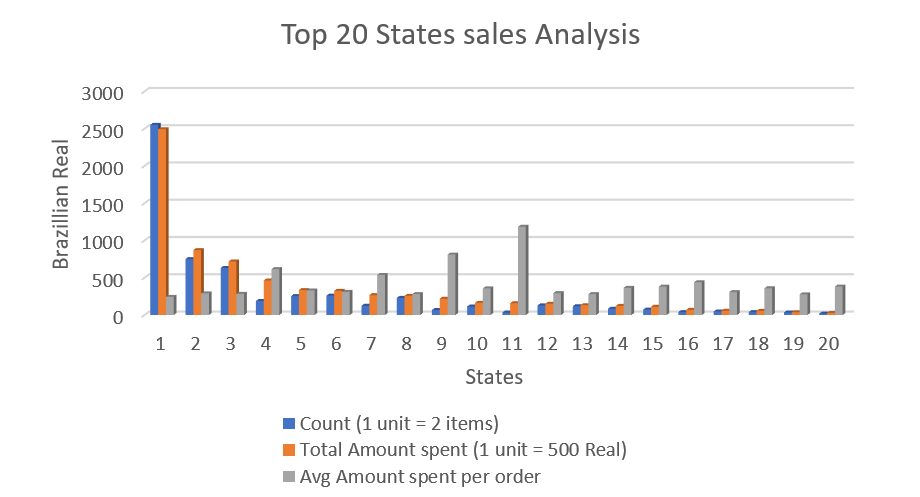 Top 20 States sales Analysis
3000
2500
2000
1500
1000
500
0
Brazillian Real
1 2 3 4 5 6 7 8 9 10 11 12 13 14 15 16 17 18 19 20
States
Count (1 unit = 2 items)
Total Amount spent (1 unit = 500 Real)
Avg Amount spent per order